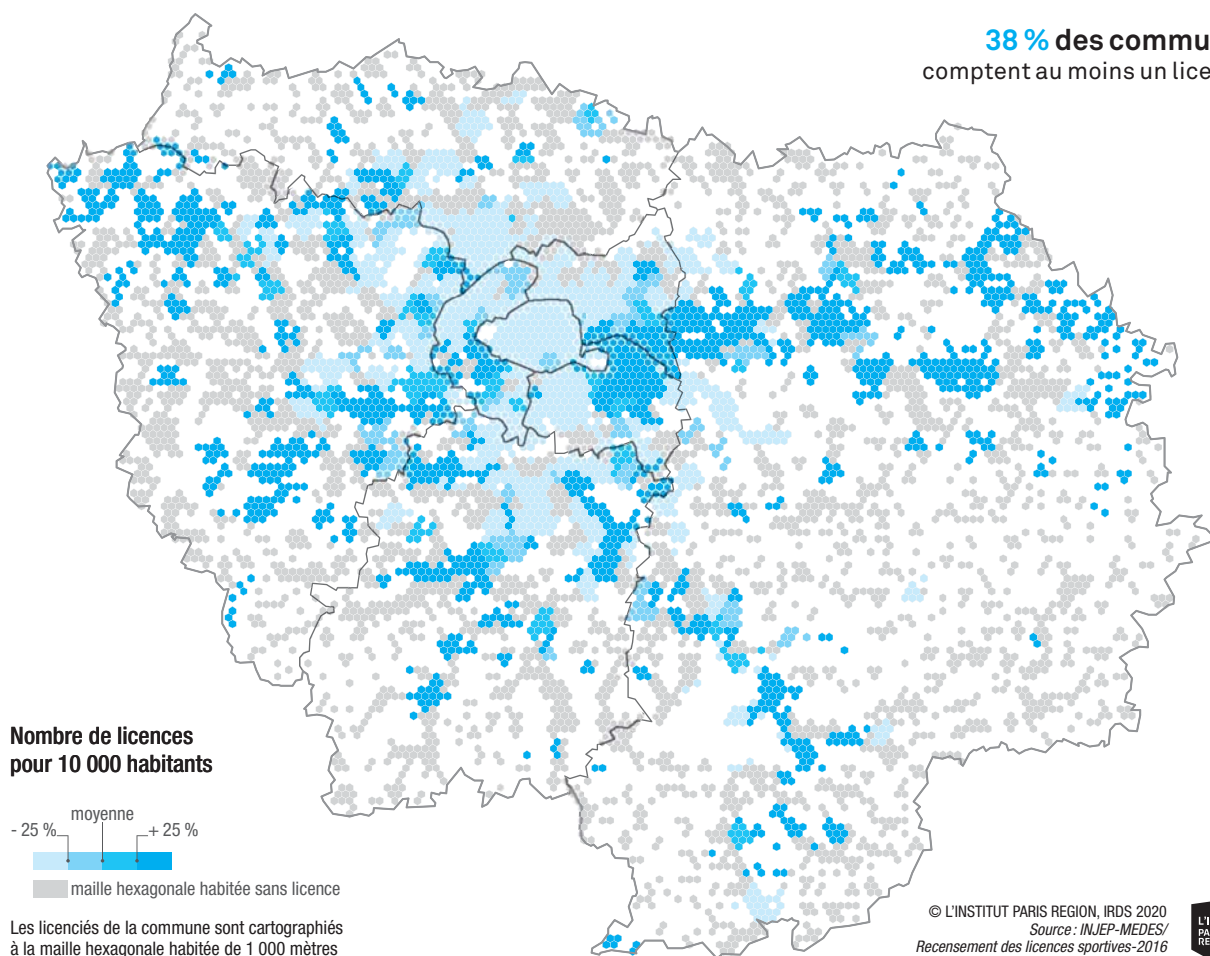 38 % des commu
comptent au moins un lice
Nombre de licences
pour 10 000 habitants
moyenne
- 25 %
+ 25 %
maille hexagonale habitée sans licence
Les licenciés de la commune sont cartographiés
à la maille hexagonale habitée de 1 000 mètres
© L'INSTITUT PARIS REGION, IRDS 2020
Source : INJEP-MEDES/
Recensement des licences sportives-2016
L'I
PA
RE